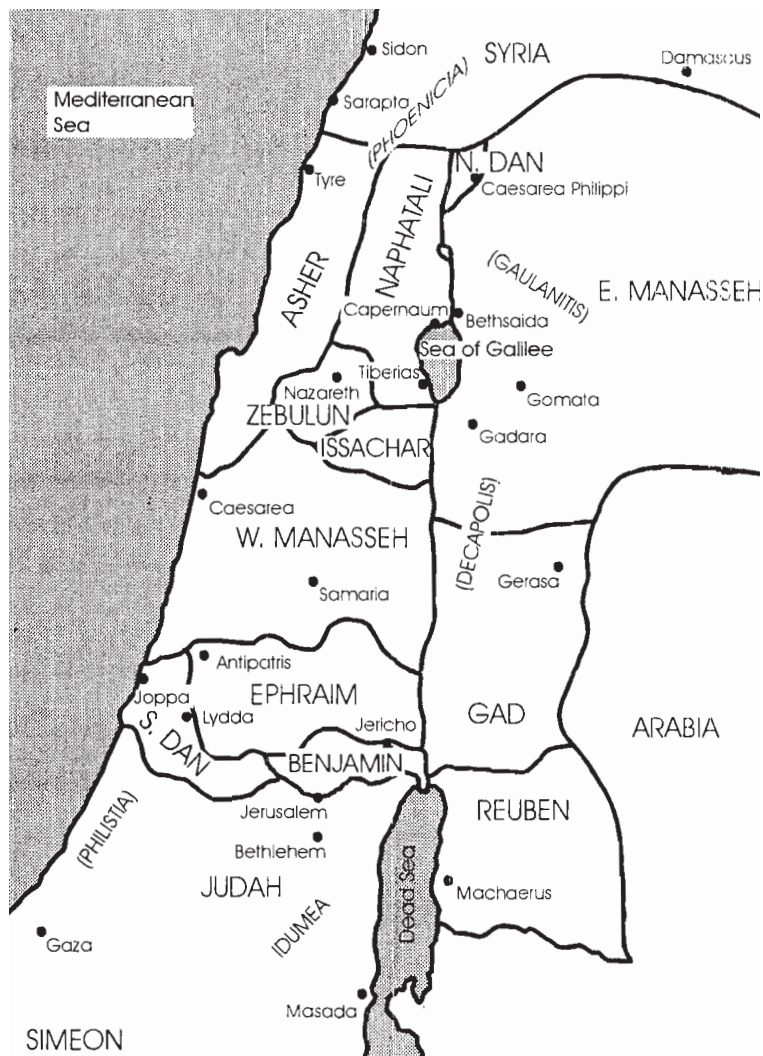 Sidon
SYRIA
Damascus
Mediterranean
Sea
Sarapta
(PHOENICIA)
N. DAN
Tyre
Caesarea Philippi
NAPHATALI
ASHER
(GAULANITIS)
E. MANASSEH
Capernaum
Bethsaida
Sea of Galilee
Tiberias
Nazareth
Gomata
ZEBULUN
Gadara
ISSACHAR
Caesarea
(DECAPOLIS)
W. MANASSEH
Gerasa
Samaria
Antipatris
Joppa
EPHRAIM
Lydda
GAD
Jericho
ARABIA
S. DAN
BENJAMIN
Jerusalem
REUBEN
(PHILISTIA)
Bethlehem
JUDAH
Machaerus
Dead Sea
IDUMEA
Gaza
Masada
SIMEON